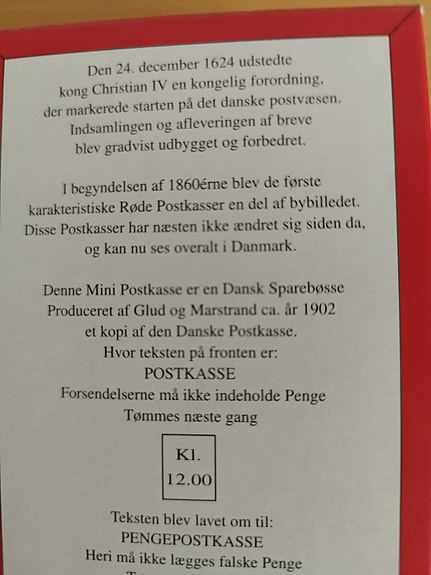 Den 24. december 1624 udstedte
kong Christian IV en kongelig forordning,
der markerede starten på det danske postvæsen.
Indsamlingen og afleveringen af breve
blev gradvist udbygget og forbedret.
I begyndelsen af 1860érne blev de første
karakteristiske Røde Postkasser en del af bybilledet.
Disse Postkasser har næsten ikke ændret sig siden da,
og kan nu ses overalt i Danmark.
Denne Mini Postkasse er en Dansk Sparebøsse
Produceret af Glud og Marstrand ca. år 1902
et kopi af den Danske Postkasse.
Hvor teksten på fronten er:
POSTKASSE
Forsendelserne må ikke indeholde Penge
Tømmes næste gang
Kl.
12.00
Teksten blev lavet om til:
PENGEPOSTKASSE
Heri må ikke lægges falske Penge